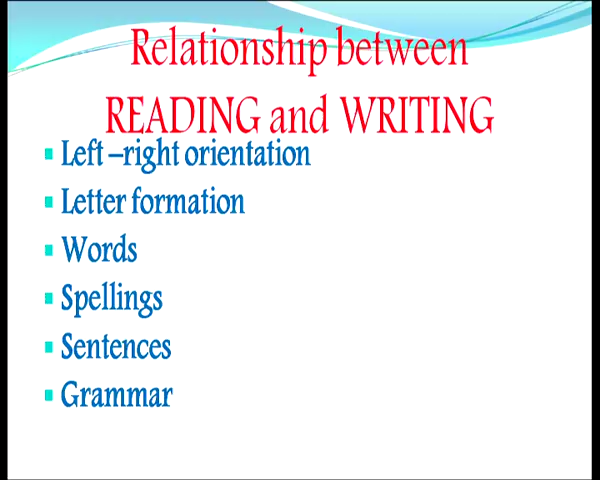 Relationship between
READING and WRITING
Left –right orientation
Letter formation
Words
Spellings
Sentences
Grammar